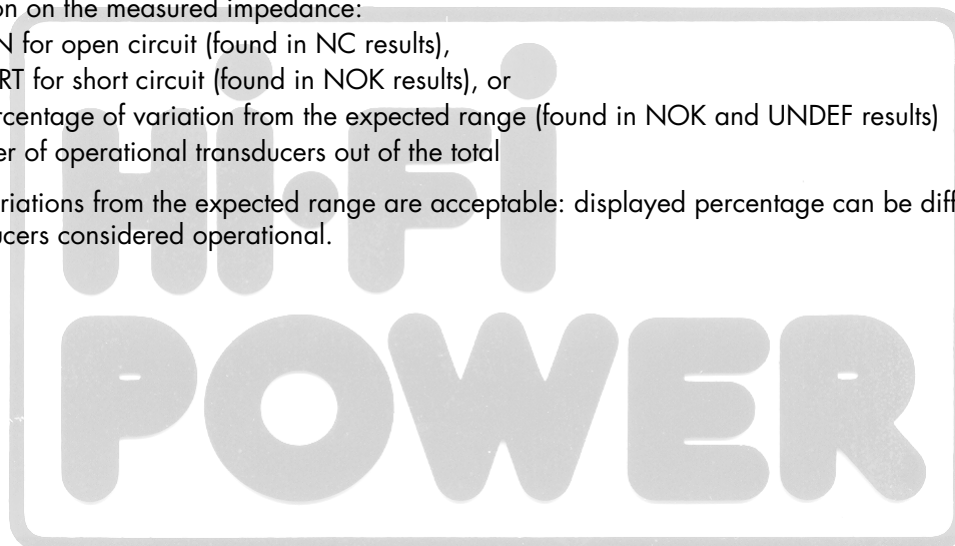 on on the measured impedance:
N for open circuit (found in NC results),
RT for short circuit (found in NOK results), or
rcentage of variation from the expected range (found in NOK and UNDEF results)
er of operational transducers out of the total
riations from the expected range are acceptable: displayed percentage can be diff
ucers considered operational.
Hi-Fi
POWER